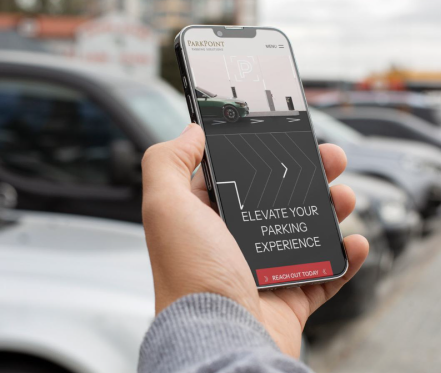 PARKPOINT
MENU
P
ELEVATE YOUR
PARKING
EXPERIENCE
REACH OUT TODAY